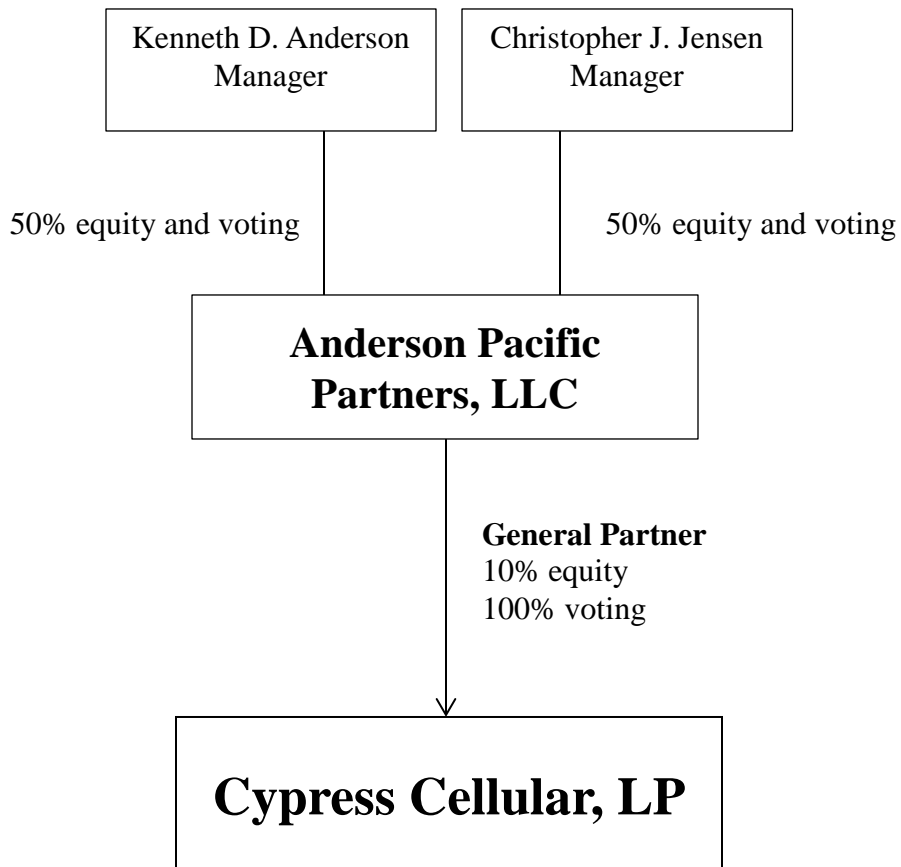 Kenneth D. Anderson
Manager
Christopher J. Jensen
Manager
50% equity and voting
50% equity and voting
Anderson Pacific
Partners, LLC
General Partner
10% equity
100% voting
Cypress Cellular, LP